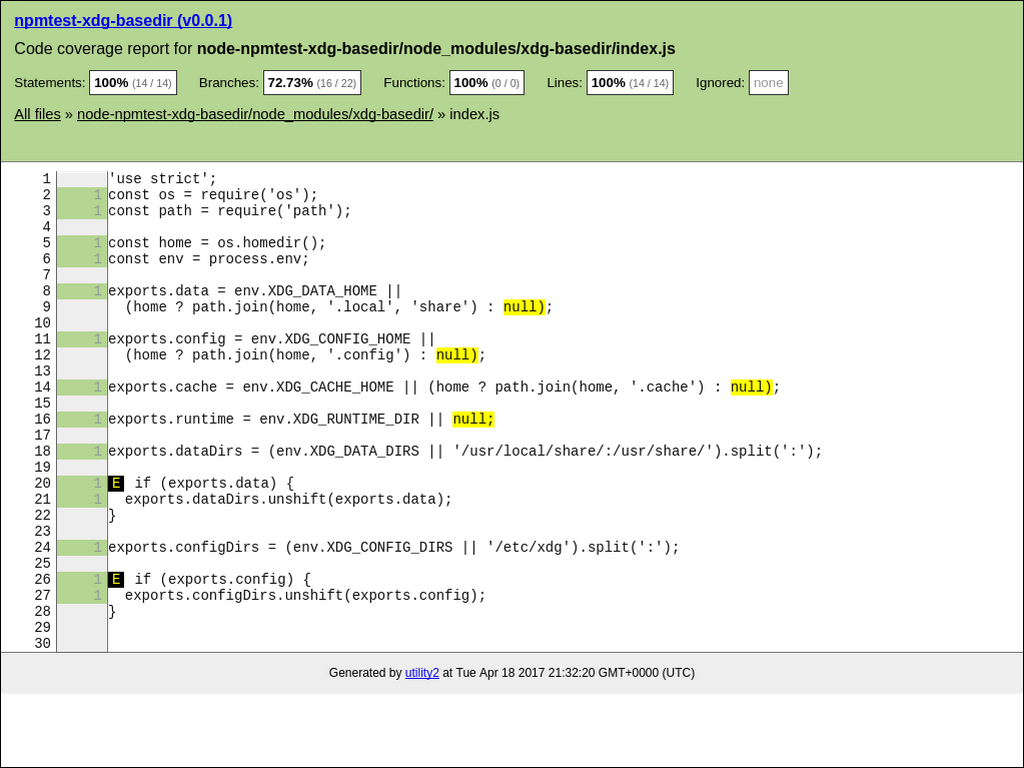 npmtest-xdg-basedir (v0.0.1)
Code coverage report for node-npmtest-xdg-basedir/node_modules/xdg-basedir/index.js
Statements: 100% (14 / 14) Branches: 72.73% (16 / 22) Functions: 100% (0 / 0) Lines: 100% (14 / 14) Ignored: none
All files » node-npmtest-xdg-basedir/node_modules/xdg-basedir/ » index.js
1 'use strict';
2 1 const os = require('os');
3 1 const path = require('path');
4
5 1 const home = os.homedir();
6 1 const env = process.env;
7
8 1 exports.data = env.XDG_DATA_HOME ||
9 (home ? path.join(home, '.local', 'share') : null);
10
11 1 exports.config = env.XDG_CONFIG_HOME ||
12 (home ? path.join(home, '.config') : null);
13
14 1 exports.cache = env.XDG_CACHE_HOME || (home ? path.join(home, '.cache') : null);
15
16 1 exports.runtime = env.XDG_RUNTIME_DIR || null;
17
18 1 exports.dataDirs = (env.XDG_DATA_DIRS || '/usr/local/share/:/usr/share/').split(':');
19
20 1 E if (exports.data) {
21 1 exports.dataDirs.unshift(exports.data);
22 }
23
24 1 exports.configDirs = (env.XDG_CONFIG_DIRS || '/etc/xdg').split(':');
25
26 1 E if (exports.config) {
27 1 exports.configDirs.unshift(exports.config);
28 }
29
30
Generated by utility2 at Tue Apr 18 2017 21:32:20 GMT+0000 (UTC)